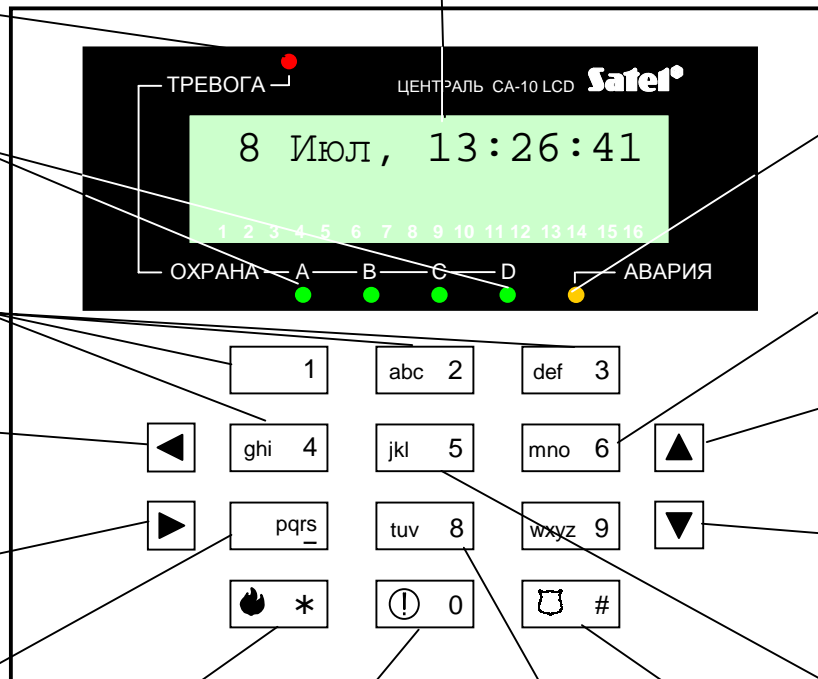 ТРЕВОГА
ЦЕНТРАЛЬ CA-10 LCD Satel®
8 Июл, 13:26:41
1 2 3 4 5 6 7 8 9 10 11 12 13 14 15 16
ОХРАНА A B C D АВАРИЯ
1 abc 2 def 3
ghi 4 jkl 5 mno 6
pqrs tuv 8 wxyz 9
* 0 #